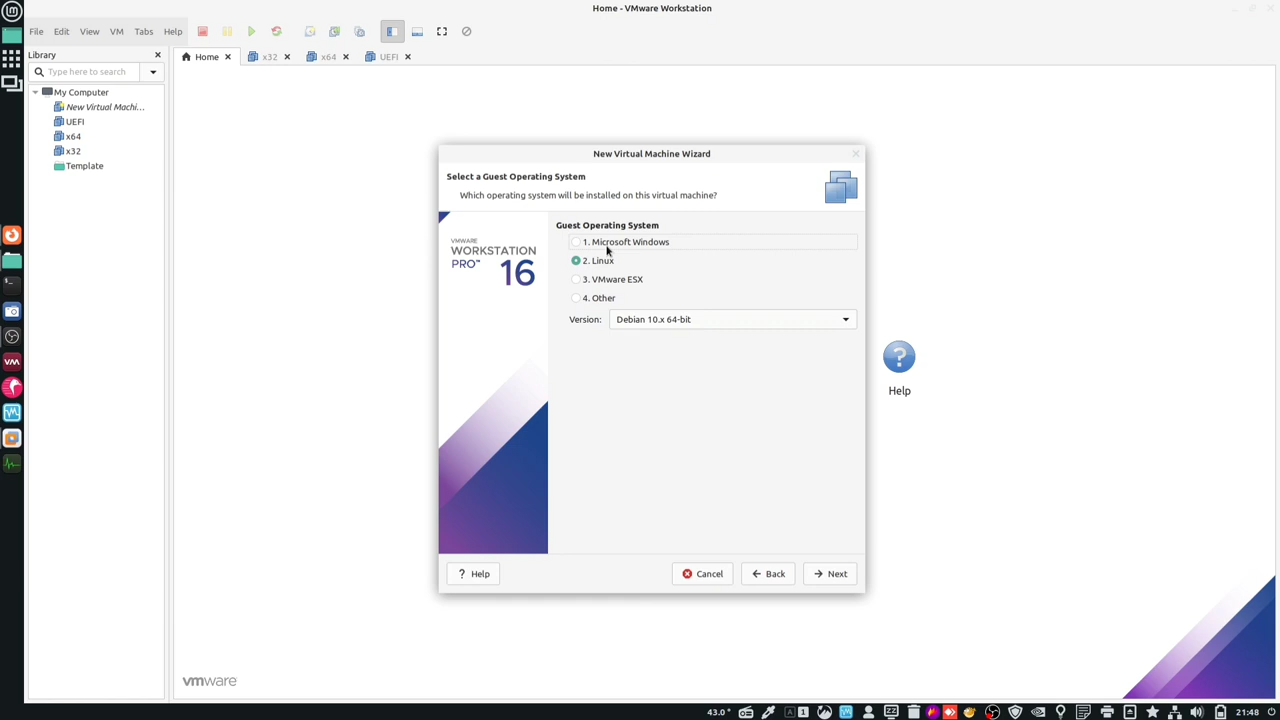 Home - VMware Workstation
File Edit View VM Tabs Help
Library
Home x32 x64 UEFI
Type here to search
My Computer
New Virtual Machi...
UEFI
x64
x32
Template
New Virtual Machine Wizard
Select a Guest Operating System
Which operating system will be installed on this virtual machine?
VMWARE
WORKSTATION
PRO™ 16
Guest Operating System
1. Microsoft Windows
2. Linux
3. VMware ESX
4. Other
Version: Debian 10.x 64-bit
? Help
Help
Cancel Back Next
vmware
43.0° 1 21:48